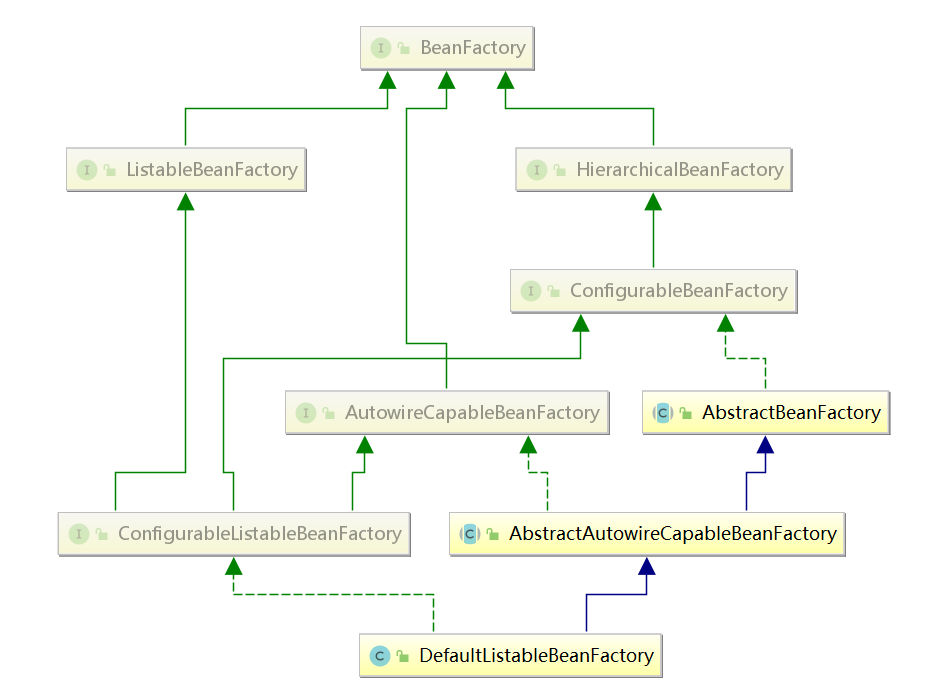 I BeanFactory
I ListableBeanFactory
I HierarchicalBeanFactory
I ConfigurableBeanFactory
I AutowireCapableBeanFactory
C AbstractBeanFactory
I ConfigurableListableBeanFactory
C AbstractAutowireCapableBeanFactory
C DefaultListableBeanFactory